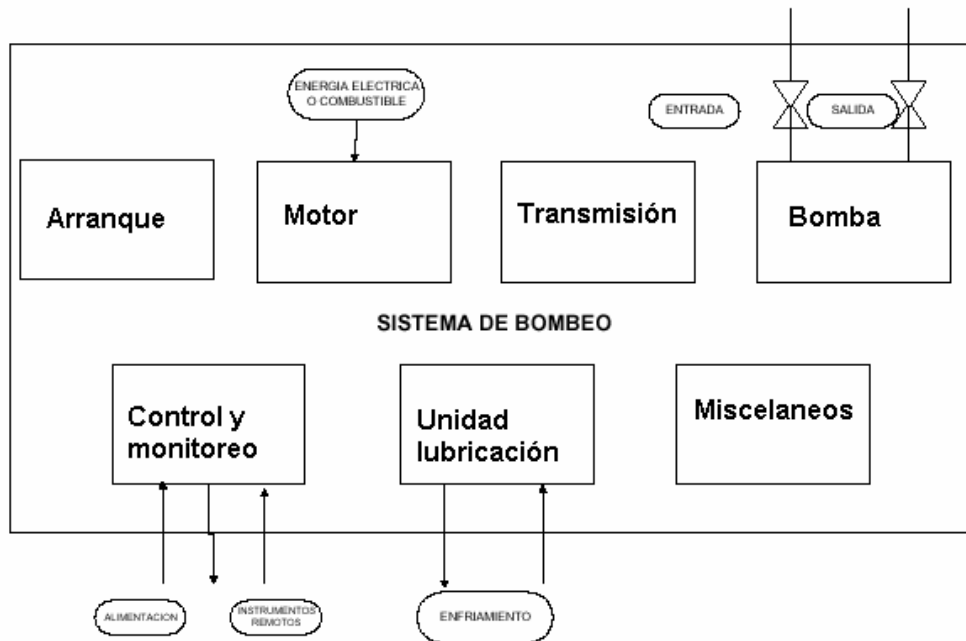 ENERGIA ELECTRICA
O COMBUSTIBLE
ENTRADA
SALIDA
Arranque
Motor
Transmisión
Bomba
SISTEMA DE BOMBEO
Control y
monitoreo
Unidad
lubricación
Miscelaneos
ALIMENTACION
INSTRUMENTOS
REMOTOS
ENFRIAMIENTO